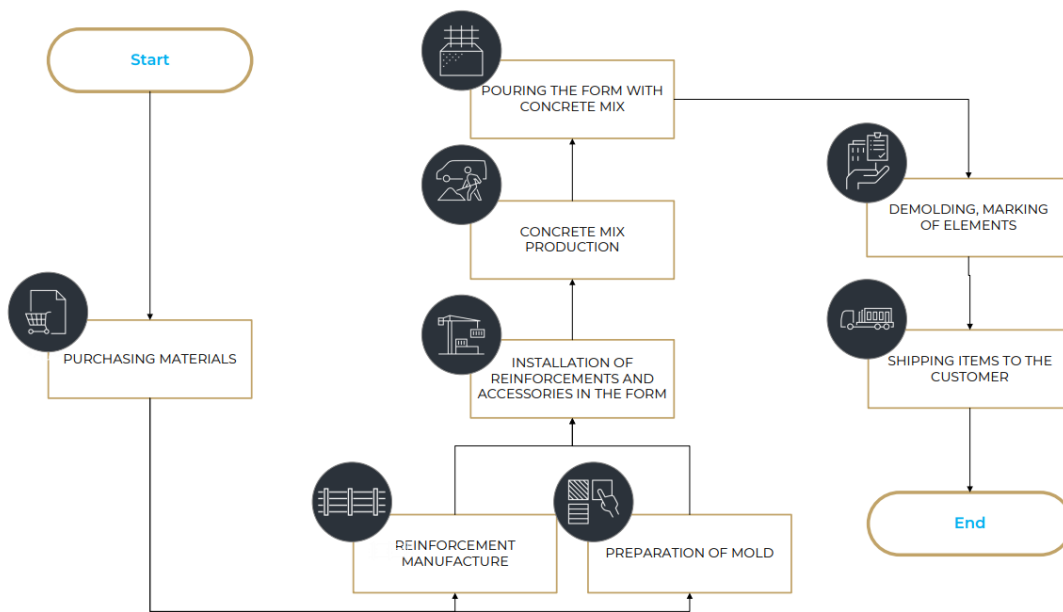 Start
PURCHASING MATERIALS
REINFORCEMENT
MANUFACTURE
PREPARATION OF MOLD
INSTALLATION OF
REINFORCEMENTS AND
ACCESSORIES IN THE FORM
CONCRETE MIX
PRODUCTION
POURING THE FORM WITH
CONCRETE MIX
DEMOLDING, MARKING
OF ELEMENTS
SHIPPING ITEMS TO THE
CUSTOMER
End